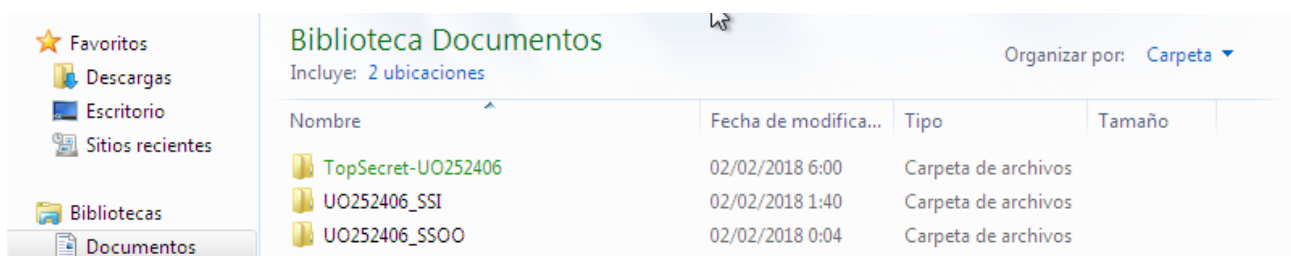 Favoritos
Descargas
Escritorio
Sitios recientes
Bibliotecas
Documentos
Biblioteca Documentos
Incluye: 2 ubicaciones
Organizar por: Carpeta
Nombre Fecha de modifica... Tipo Tamaño
TopSecret-UO252406 02/02/2018 6:00 Carpeta de archivos
UO252406_SSI 02/02/2018 1:40 Carpeta de archivos
UO252406_SSOO 02/02/2018 0:04 Carpeta de archivos